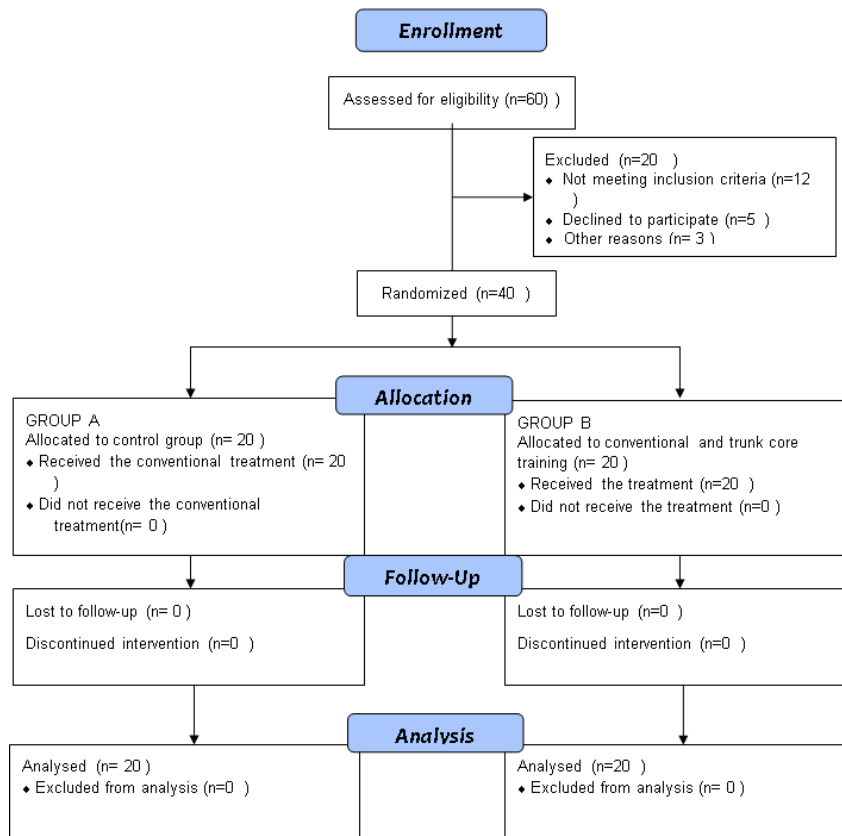 Enrollment
Assessed for eligibility (n=60) )
Excluded (n=20 )
◆ Not meeting inclusion criteria (n=12
)
◆ Declined to participate (n=5 )
◆ Other reasons (n= 3 )
Randomized (n=40 )
Allocation
GROUP A
Allocated to control group (n= 20 )
◆ Received the conventional treatment (n= 20
)
◆ Did not receive the conventional
treatment(n= 0 )
GROUP B
Allocated to conventional and trunk core
training (n= 20 )
◆ Received the treatment (n=20 )
◆ Did not receive the treatment (n=0 )
Follow-Up
Lost to follow-up (n= 0 )
Discontinued intervention (n=0 )
Lost to follow-up (n=0 )
Discontinued intervention (n=0 )
Analysis
Analysed (n= 20 )
◆ Excluded from analysis (n=0 )
Analysed (n=20 )
◆ Excluded from analysis (n= 0 )